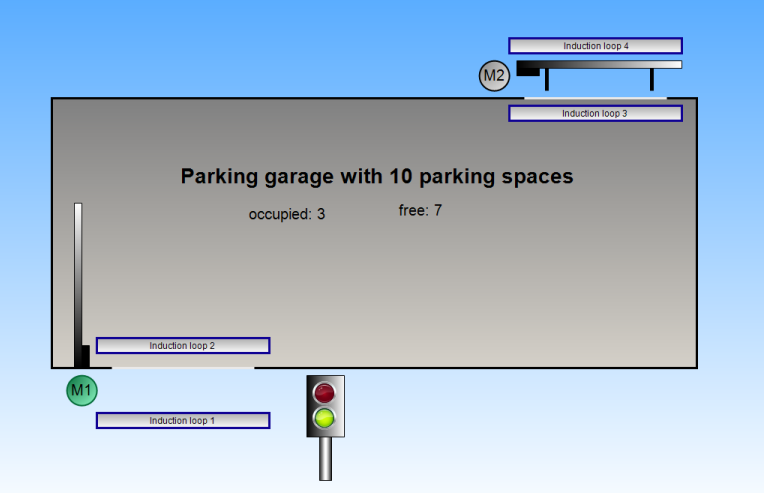 Induction loop 4
M2
Induction loop 3
Parking garage with 10 parking spaces
occupied: 3
free: 7
Induction loop 2
M1
Induction loop 1